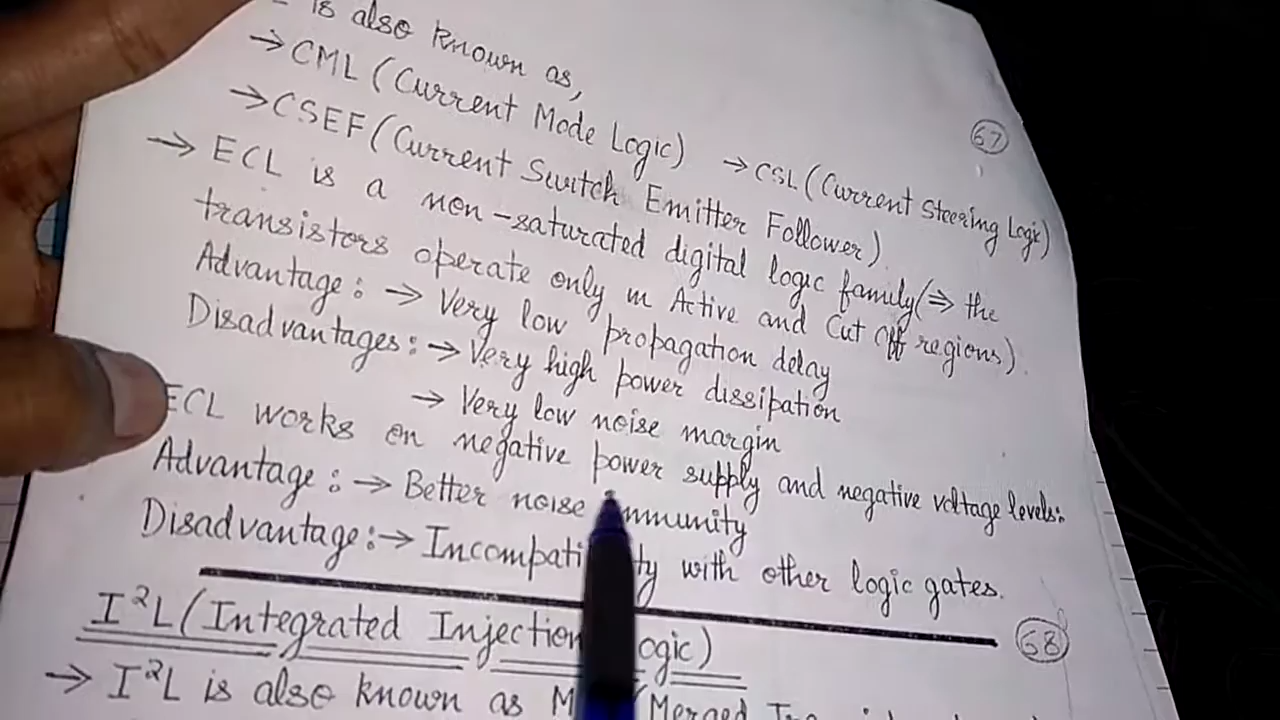 is also known as,
→ CML (Current Mode Logic) → CSL (Current Steering Logic)
67
→ CSEF (Current Switch Emitter Follower)
→ ECL is a non-saturated digital logic family (⇒ the
transistors operate only in Active and Cut off regions).
Advantage: → Very low propagation delay
Disadvantages: → Very high power dissipation
→ Very low noise margin
ECL works on negative power supply and negative voltage levels:
Advantage: → Better noise
Disadvantage: → with other logic gates.
I²L (Integrated Injection Logic)
68
→ I²L is also known as Merged